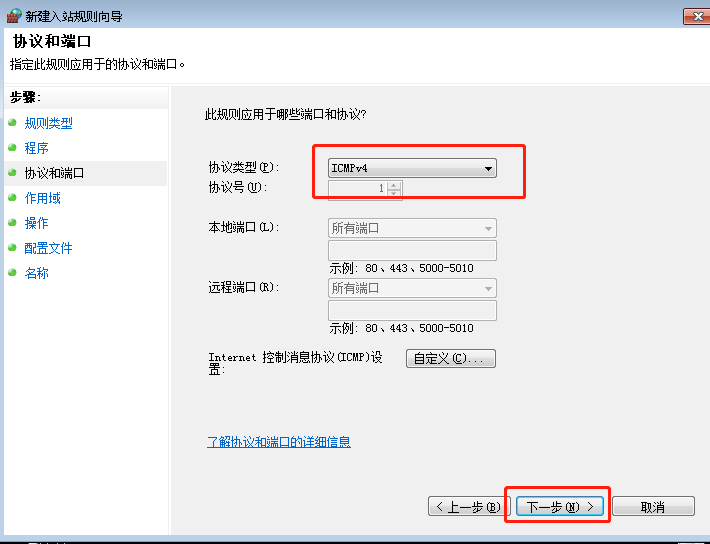 新建入站规则向导
协议和端口
指定此规则应用于的协议和端口。
步骤:
规则类型
程序
协议和端口
作用域
操作
配置文件
名称
此规则应用于哪些端口和协议?
协议类型(P): ICMPv4
协议号(U): 1
本地端口(L): 所有端口
示例: 80、443、5000-5010
远程端口(R): 所有端口
示例: 80、443、5000-5010
Internet 控制消息协议(ICMP)设
置: 自定义(C)...
了解协议和端口的详细信息
< 上一步(B) 下一步(N) > 取消